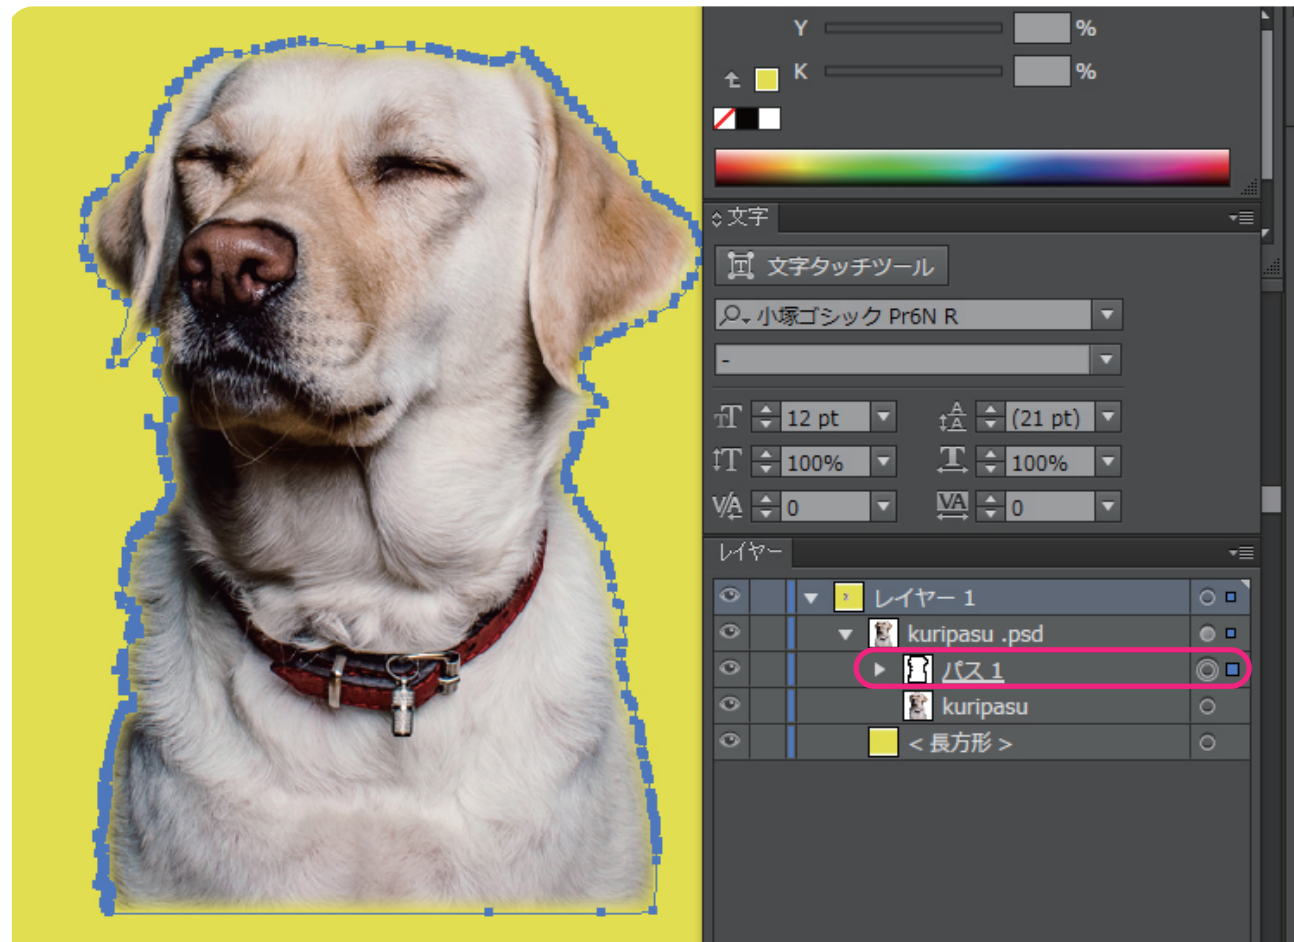 Y %
K %
文字
文字タッチツール
小塚ゴシック Pr6N R
-
12 pt (21 pt)
100% 100%
0 0
レイヤー
レイヤー 1
kuripasu .psd
パス 1
kuripasu
< 長方形 >